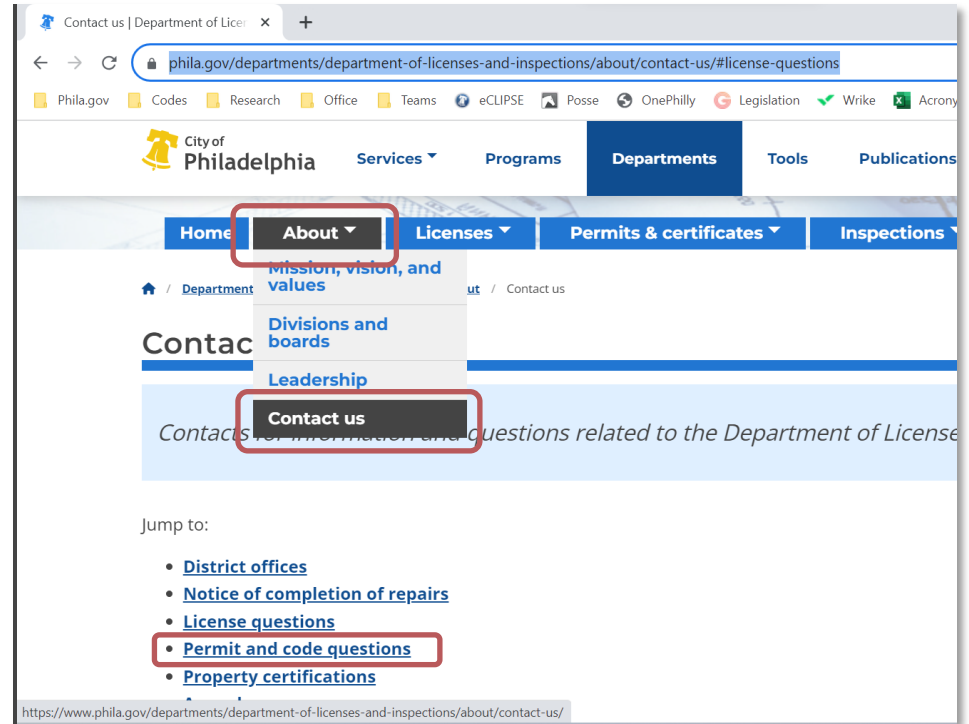 Contact us | Department of Licen
phila.gov/departments/department-of-licenses-and-inspections/about/contact-us/#license-questions
Phila.gov Codes Research Office Teams eCLIPSE Posse OnePhilly Legislation Wrike Acrony
City of
Philadelphia
Services Programs Departments Tools Publications
Home About Licenses Permits & certificates Inspections
Mission, vision, and
values
Department ut / Contact us
Divisions and
boards
Contac
Leadership
Contact us
Contacts for information and questions related to the Department of License
Jump to:
District offices
Notice of completion of repairs
License questions
Permit and code questions
Property certifications
https://www.phila.gov/departments/department-of-licenses-and-inspections/about/contact-us/